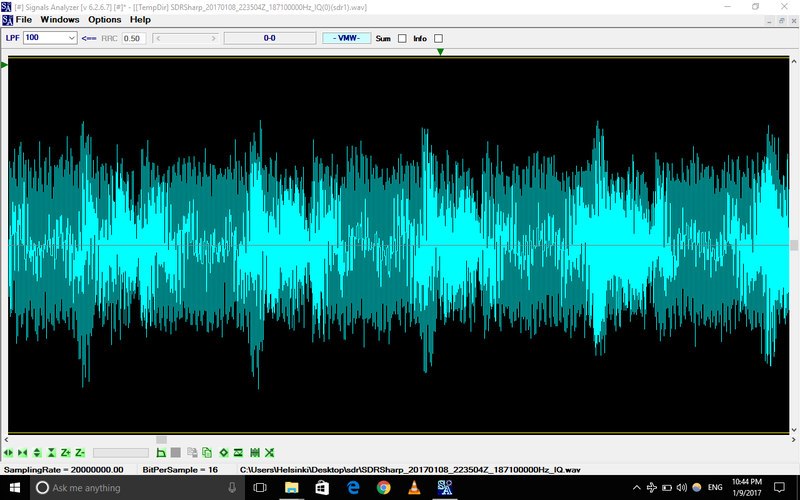 [#] Signals Analyzer [v 6.2.6.7] [#]* - [[TempDir] SDRSharp_20170108_223504Z_187100000Hz_IQ(0)(sdr1).wav]
File Windows Options Help
LPF 100 <== RRC 0.50 0-0 - VMW- Sum Info
Z+ Z-
SamplingRate = 20000000.00 BitPerSample = 16 C:\Users\Helsinki\Desktop\sdr\SDRSharp_20170108_223504Z_187100000Hz_IQ.wav
Ask me anything ENG 10:44 PM
1/9/2017